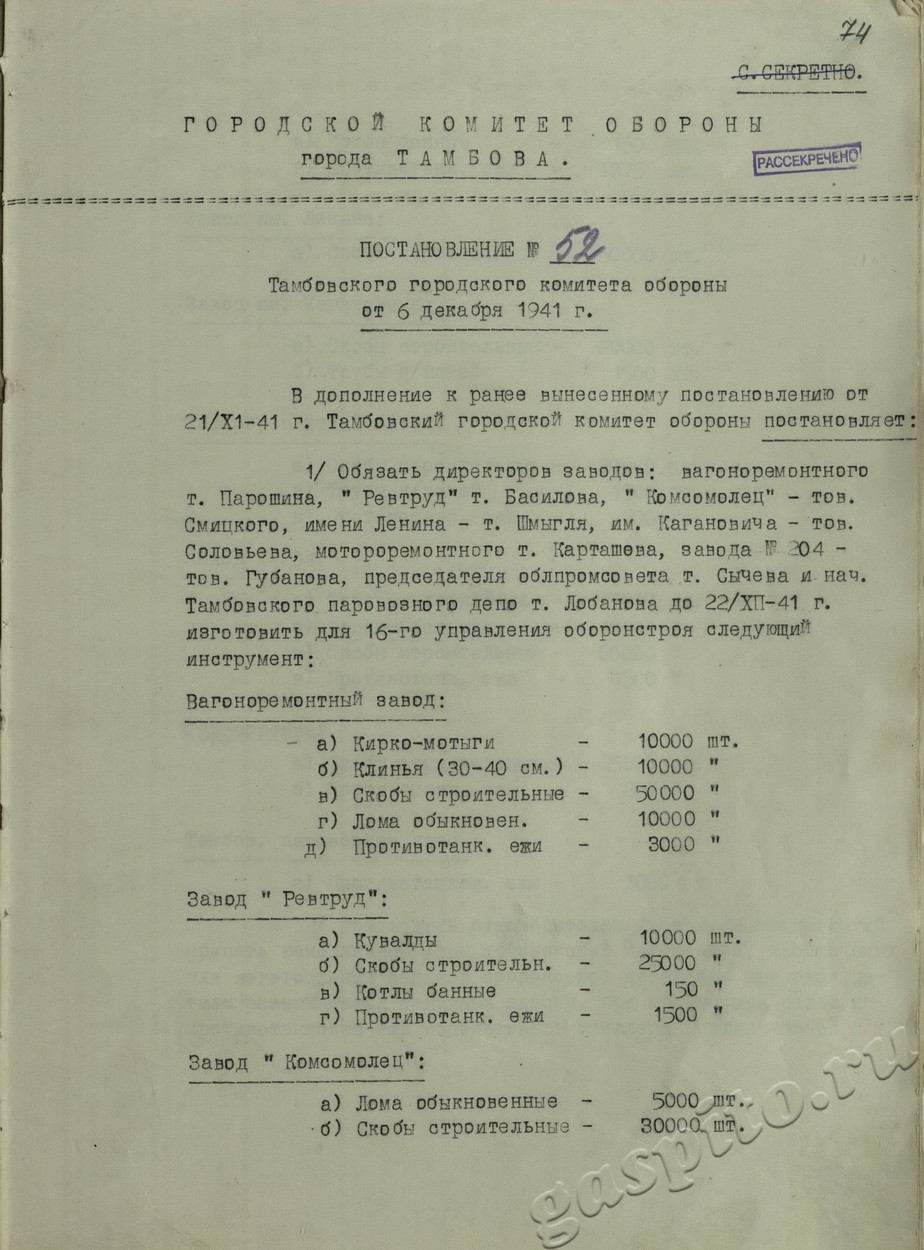 74
С. СЕКРЕТНО.
ГОРОДСКОЙ КОМИТЕТ ОБОРОНЫ
города ТАМБОВА.
РАССЕКРЕЧЕНО
ПОСТАНОВЛЕНИЕ № 52
Тамбовского городского комитета обороны
от 6 декабря 1941 г.
В дополнение к ранее вынесенному постановлению от
21/Х1-41 г. Тамбовский городской комитет обороны постановляет:
1/ Обязать директоров заводов: вагоноремонтного
т. Парошина, " Ревтруд" т. Басилова, " Комсомолец" - тов.
Смицкого, имени Ленина - т. Шмыгля, им. Кагановича - тов.
Соловьева, мотороремонтного т. Карташева, завода № 204 -
тов. Губанова, председателя облпромсовета т. Сычева и нач.
Тамбовского паровозного депо т. Лобанова до 22/ХП-41 г.
изготовить для 16-го управления оборонстроя следующий
инструмент:
Вагоноремонтный завод:
- а) Кирко-мотыги - 10000 шт.
б) Клинья (30-40 см.) - 10000 "
в) Скобы строительные - 50000 "
г) Лома обыкновен. - 10000 "
д) Противотанк. ежи - 3000 "
Завод " Ревтруд":
а) Кувалды - 10000 шт.
б) Скобы строительн. - 25000 "
в) Котлы банные - 150 "
г) Противотанк. ежи - 1500 "
Завод " Комсомолец":
а) Лома обыкновенные - 5000 шт.
б) Скобы строительные - 30000 шт.
gaspito.ru